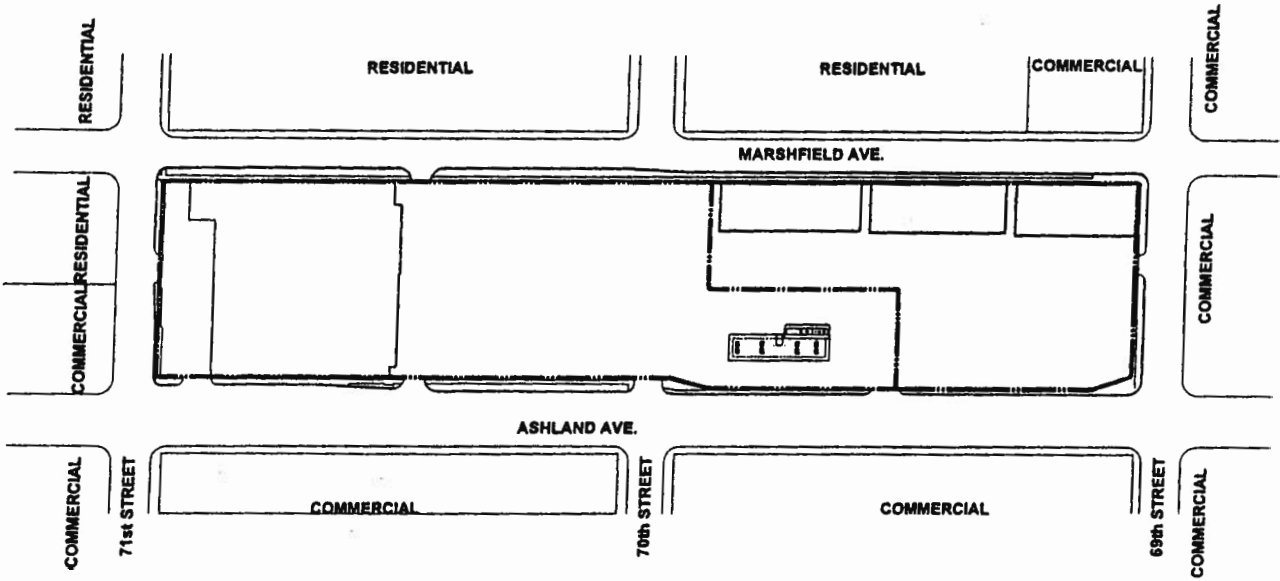 RESIDENTIAL
RESIDENTIAL
RESIDENTIAL
COMMERCIAL
COMMERCIAL
MARSHFIELD AVE.
RESIDENTIAL
COMMERCIAL
COMMERCIAL
ASHLAND AVE.
COMMERCIAL
71st STREET
COMMERCIAL
70th STREET
COMMERCIAL
69th STREET
COMMERCIAL